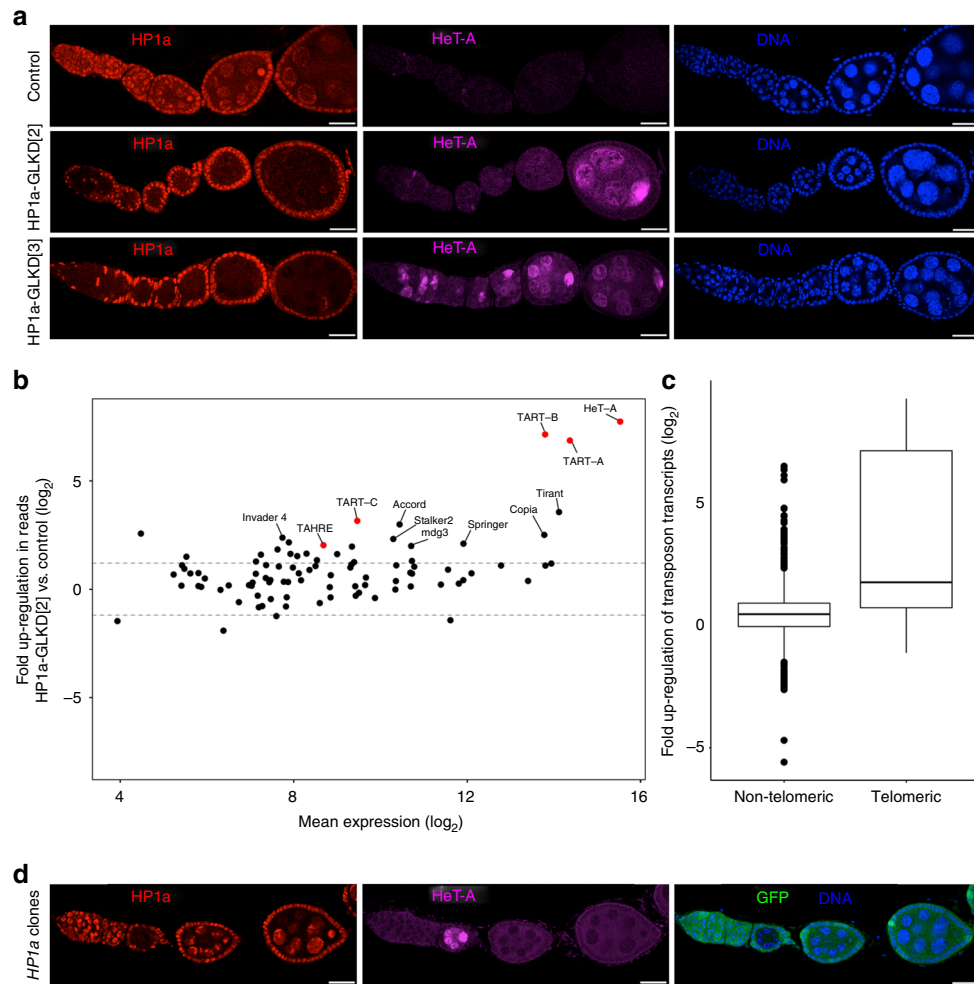 a
Control
HP1a
HeT-A
DNA
HP1a-GLKD[2]
HP1a
HeT-A
DNA
HP1a-GLKD[3]
HP1a
HeT-A
DNA
b
Fold up-regulation in reads
HP1a-GLKD[2] vs. control (log2)
5
0
−5
4
8
12
16
Mean expression (log2)
HeT–A
TART–B
TART–A
Tirant
TART–C
Accord
Copia
Invader 4
Stalker2
Springer
TAHRE
mdg3
c
Fold up-regulation of transposon transcripts (log2)
5
0
−5
Non-telomeric
Telomeric
d
HP1a clones
HP1a
HeT-A
GFP
DNA